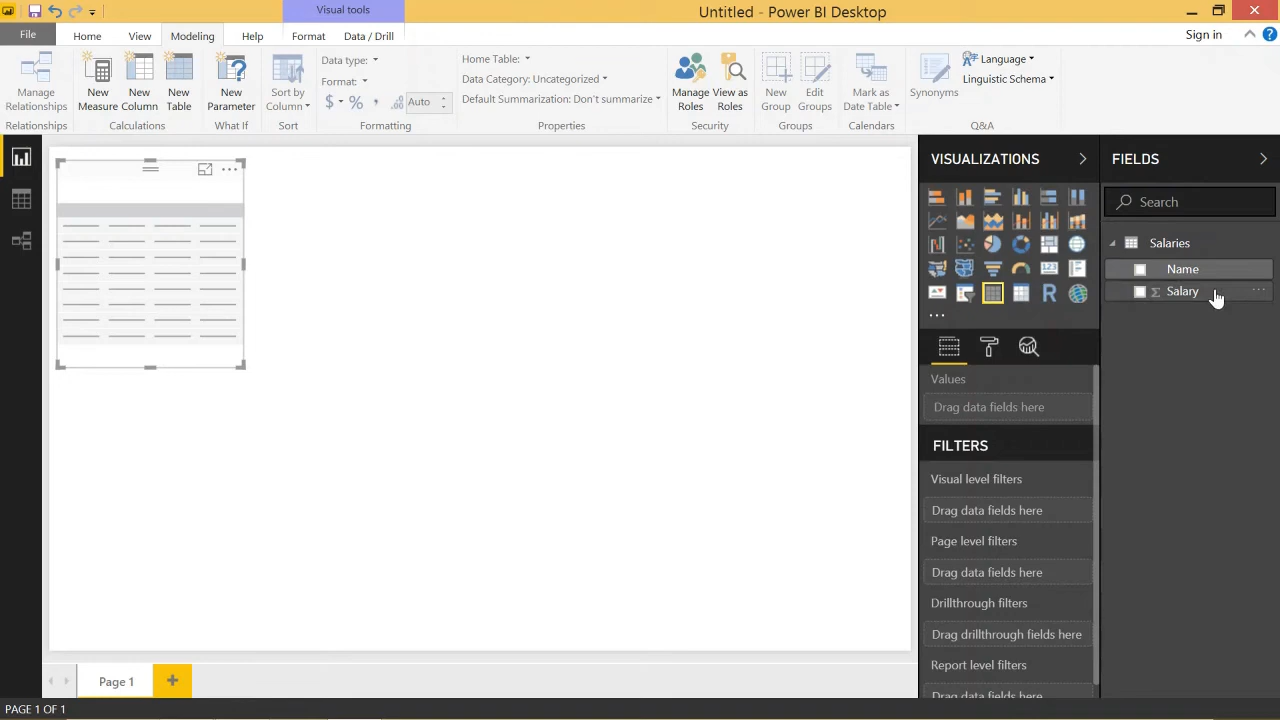 Visual tools
Untitled - Power BI Desktop
File
Home
View
Modeling
Help
Format
Data / Drill
Sign in
Manage
Relationships
Relationships
New
Measure
New
Column
New
Table
Calculations
New
Parameter
What If
Sort by
Column
Sort
Data type:
Format:
$ % , Auto
Formatting
Home Table:
Data Category: Uncategorized
Default Summarization: Don't summarize
Properties
Manage
Roles
View as
Roles
Security
New
Group
Edit
Groups
Groups
Mark as
Date Table
Calendars
Synonyms
Language
Linguistic Schema
Q&A
VISUALIZATIONS
R
123
Values
Drag data fields here
FILTERS
Visual level filters
Drag data fields here
Page level filters
Drag data fields here
Drillthrough filters
Drag drillthrough fields here
Report level filters
Drag data fields here
FIELDS
Search
Salaries
Name
Σ Salary
Page 1
PAGE 1 OF 1